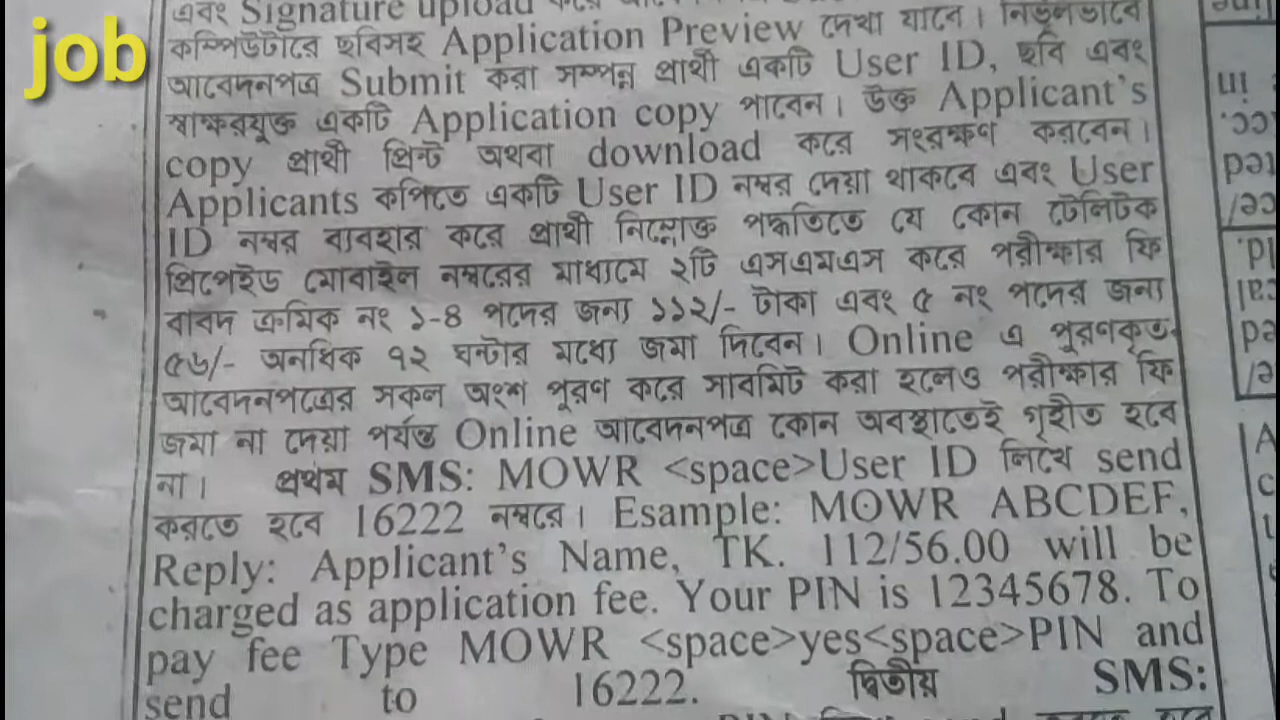 job
এবং Signature upload
কম্পিউটারে ছবিসহ Application Preview দেখা যাবে। নির্ভুলভাবে
আবেদনপত্র Submit করা সম্পন্ন প্রার্থী একটি User ID, ছবি এবং
স্বাক্ষরযুক্ত একটি Application copy পাবেন। উক্ত Applicant's
copy প্রার্থী প্রিন্ট অথবা download করে সংরক্ষণ করবেন।
Applicants কপিতে একটি User ID নম্বর দেয়া থাকবে এবং User
ID নম্বর ব্যবহার করে প্রার্থী নিম্নোক্ত পদ্ধতিতে যে কোন টেলিটক
প্রিপেইড মোবাইল নম্বরের মাধ্যমে ২টি এসএমএস করে পরীক্ষার ফি
বাবদ ক্রমিক নং ১-৪ পদের জন্য ১১২/- টাকা এবং ৫ নং পদের জন্য
৫৬/- অনধিক ৭২ ঘন্টার মধ্যে জমা দিবেন। Online এ পুরণকৃত
আবেদনপত্রের সকল অংশ পূরণ করে সাবমিট করা হলেও পরীক্ষার ফি
জমা না দেয়া পর্যন্ত Online আবেদনপত্র কোন অবস্থাতেই গৃহীত হবে
না। প্রথম SMS: MOWR <space>User ID লিখে send
করতে হবে 16222 নম্বরে। Esample: MOWR ABCDEF,
Reply: Applicant's Name, TK. 112/56.00 will be
charged as application fee. Your PIN is 12345678. To
pay fee Type MOWR <space>yes<space>PIN and
send to 16222. দ্বিতীয় SMS: